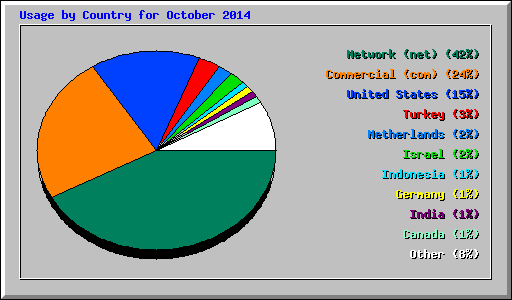 Usage by Country for October 2014
Network (net) (42%)
Commercial (com) (24%)
United States (15%)
Turkey (3%)
Netherlands (2%)
Israel (2%)
Indonesia (1%)
Germany (1%)
India (1%)
Canada (1%)
Other (8%)